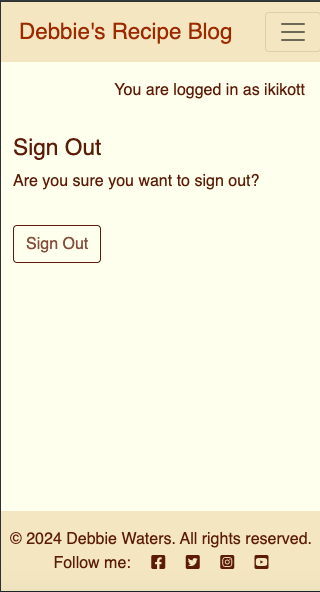 Debbie's Recipe Blog
You are logged in as ikikott
Sign Out
Are you sure you want to sign out?
Sign Out
© 2024 Debbie Waters. All rights reserved.
Follow me: